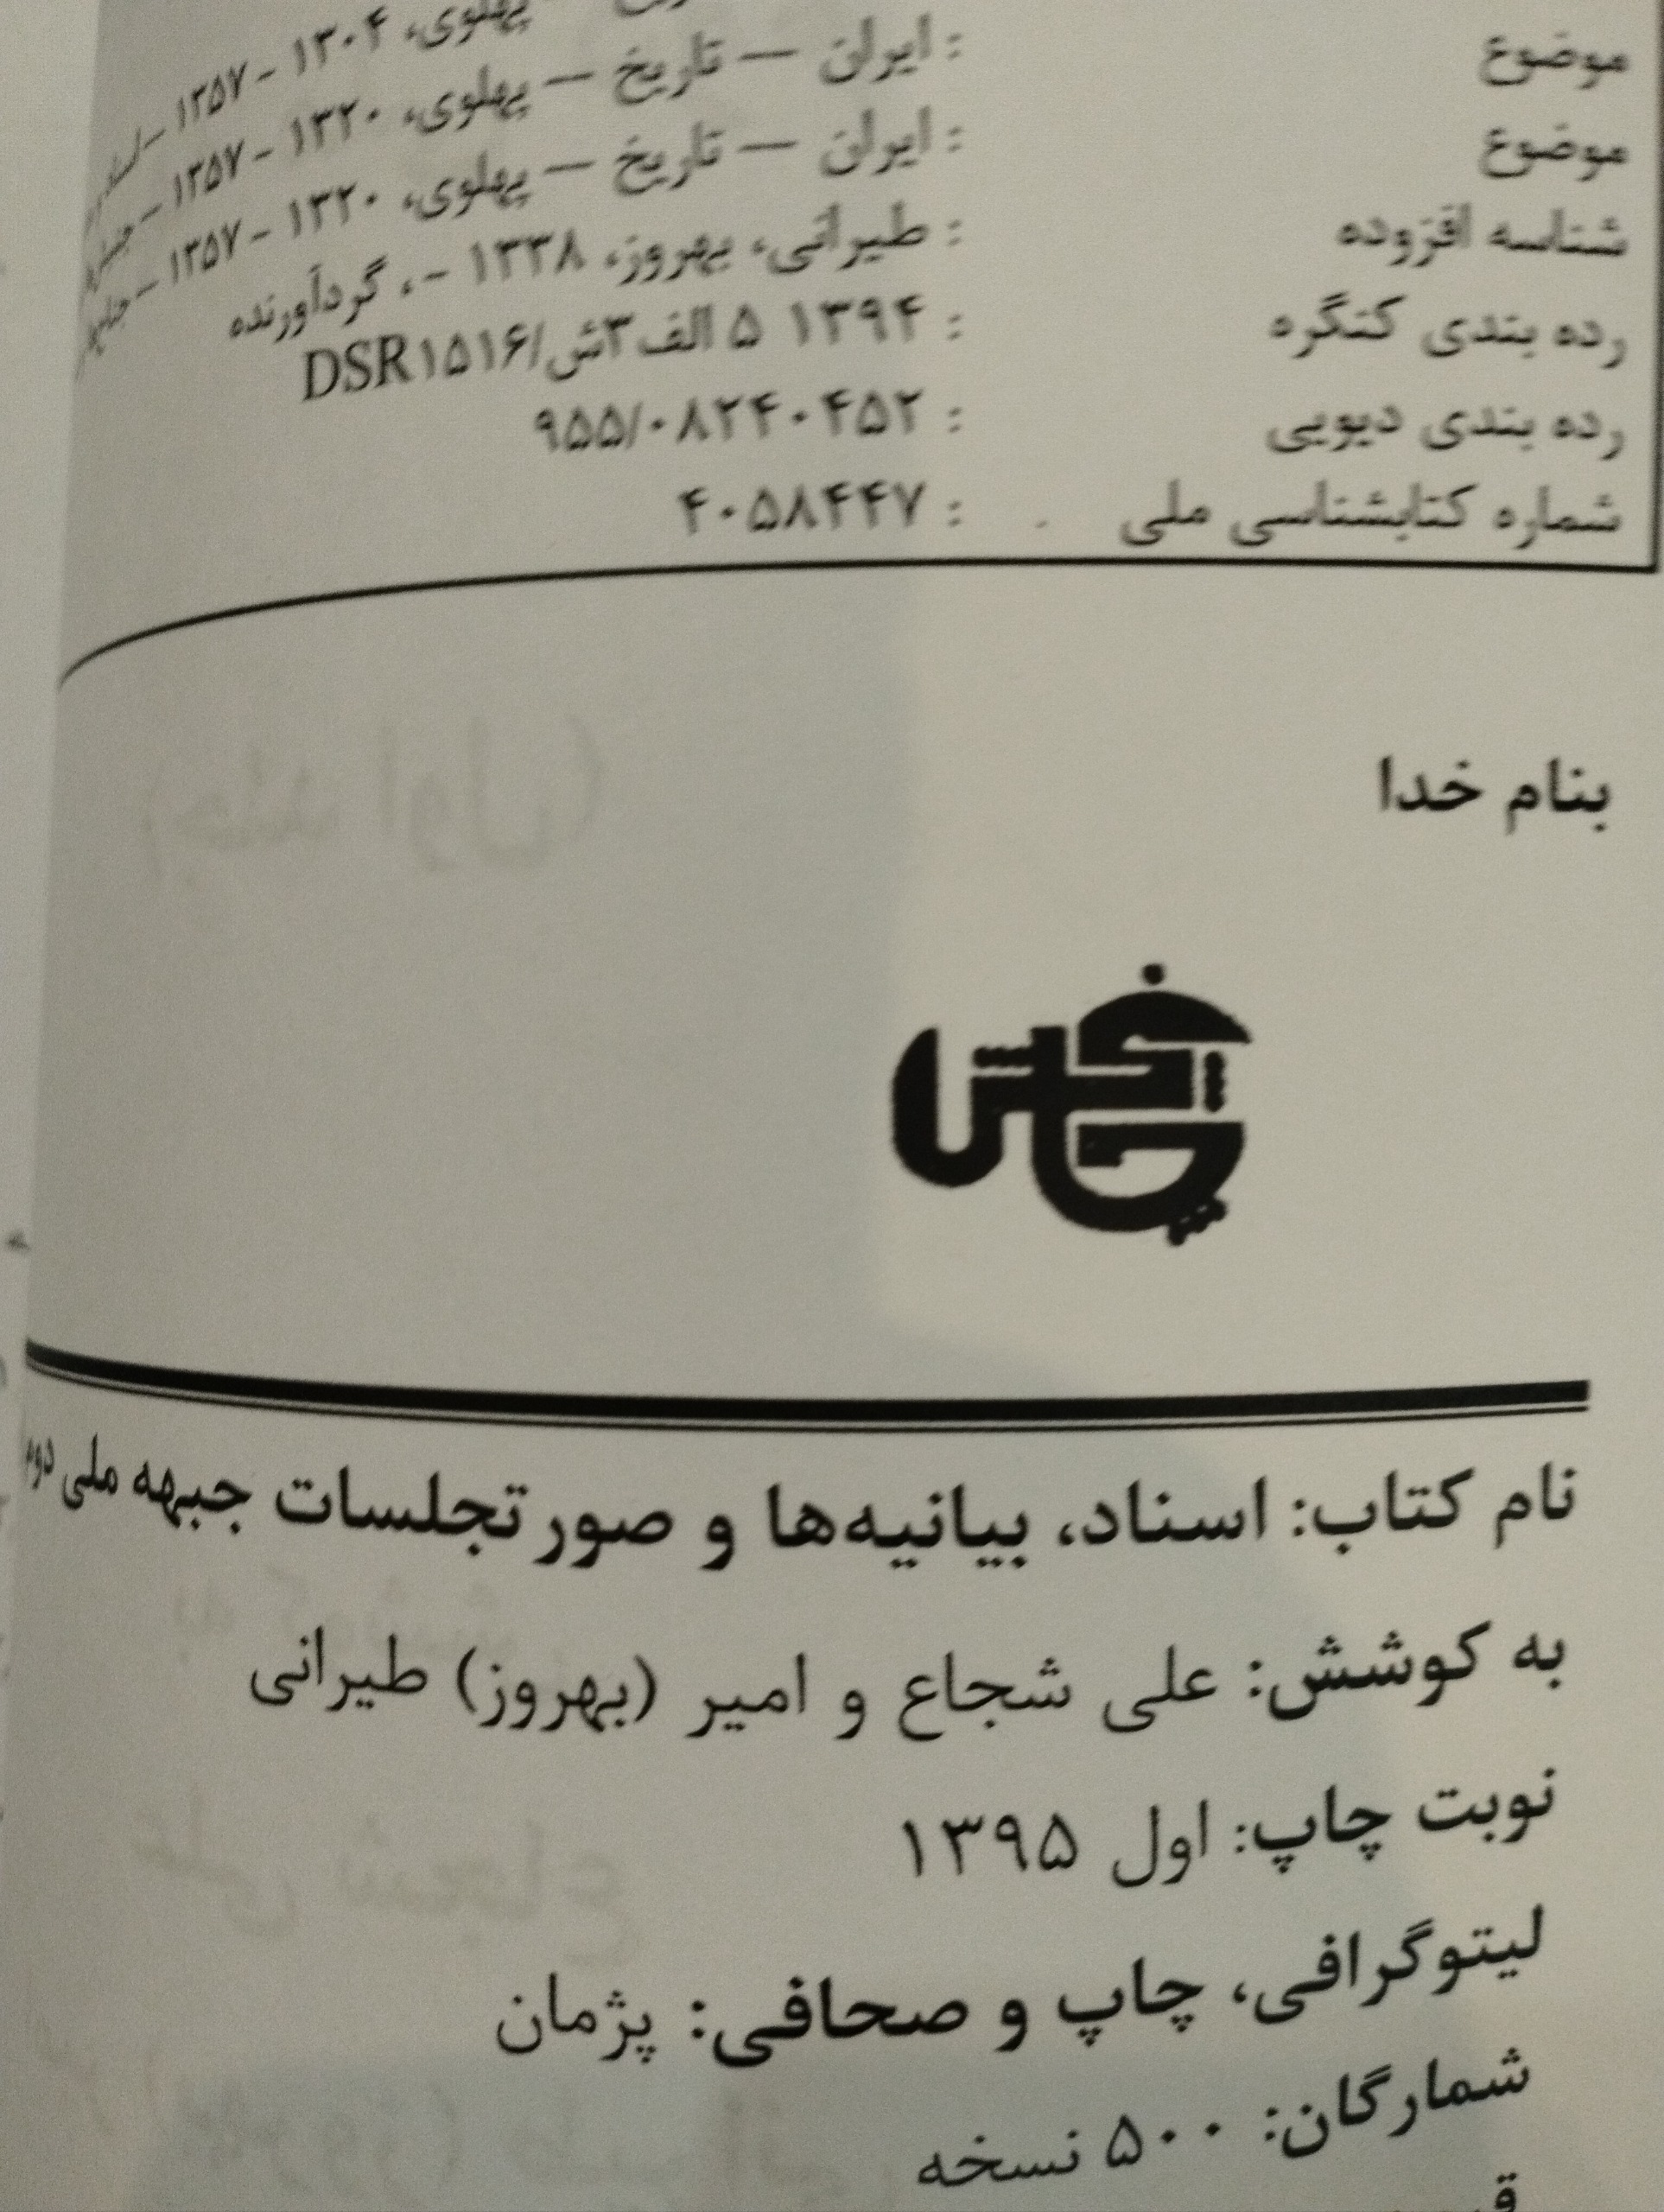 پهلوی، ۱۳۰۴ - ۱۳۵۷ -
موضوع : ایران — تاریخ — پهلوی، ۱۳۲۰ - ۱۳۵۷ -
موضوع : ایران — تاریخ — پهلوی، ۱۳۲۰ - ۱۳۵۷ -
شناسه افزوده : طیرانی، بهروز، ۱۳۳۸ -، گردآورنده
رده بندی کنگره : ۱۳۹۴ ۵ الف۳ش/DSR۱۵۱۶
رده بندی دیویی : ۹۵۵/۰۸۲۴۰۴۵۲
شماره کتابشناسی ملی : ۴۰۵۸۴۴۷
بنام خدا
چاپخش
نام کتاب: اسناد، بیانیه‌ها و صورتجلسات جبهه ملی دوم
به کوشش: علی شجاع و امیر (بهروز) طیرانی
نوبت چاپ: اول ۱۳۹۵
لیتوگرافی، چاپ و صحافی: پژمان
شمارگان: ۵۰۰ نسخه